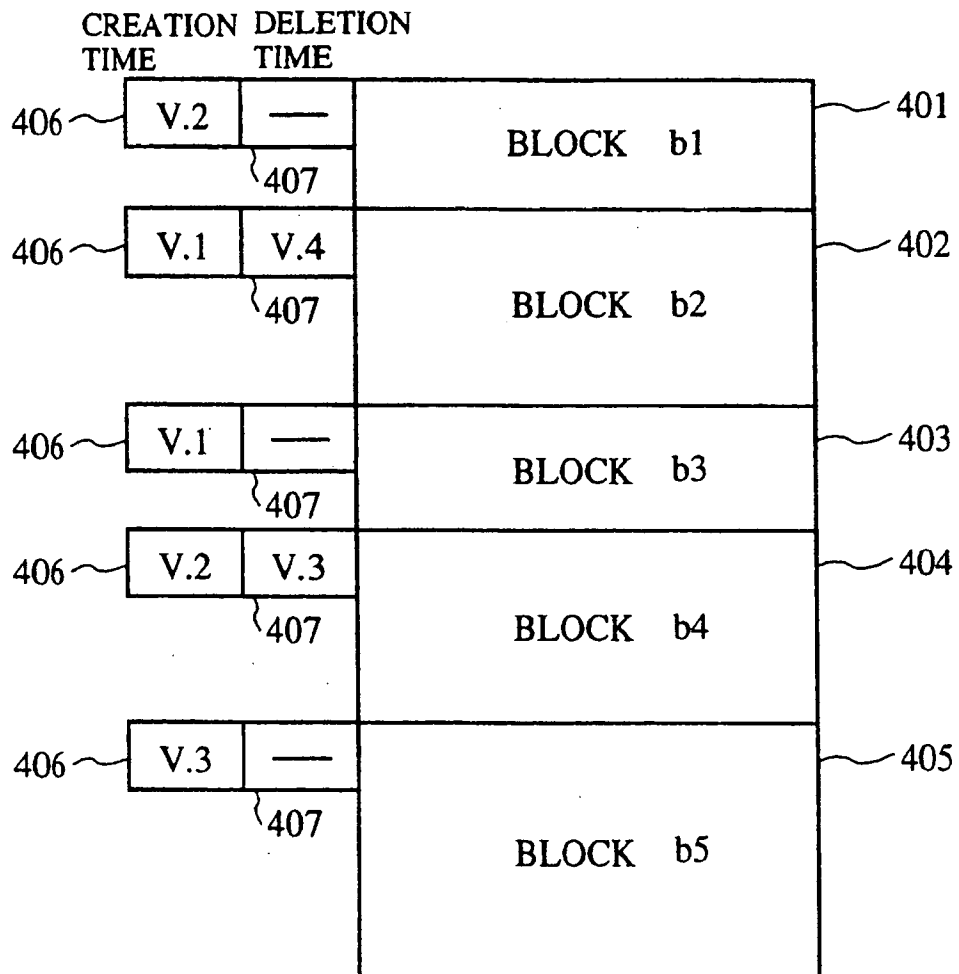 CREATION TIME
DELETION TIME
406 V.2 — BLOCK b1 401
407
406 V.1 V.4 BLOCK b2 402
407
406 V.1 — BLOCK b3 403
407
406 V.2 V.3 BLOCK b4 404
407
406 V.3 — BLOCK b5 405
407